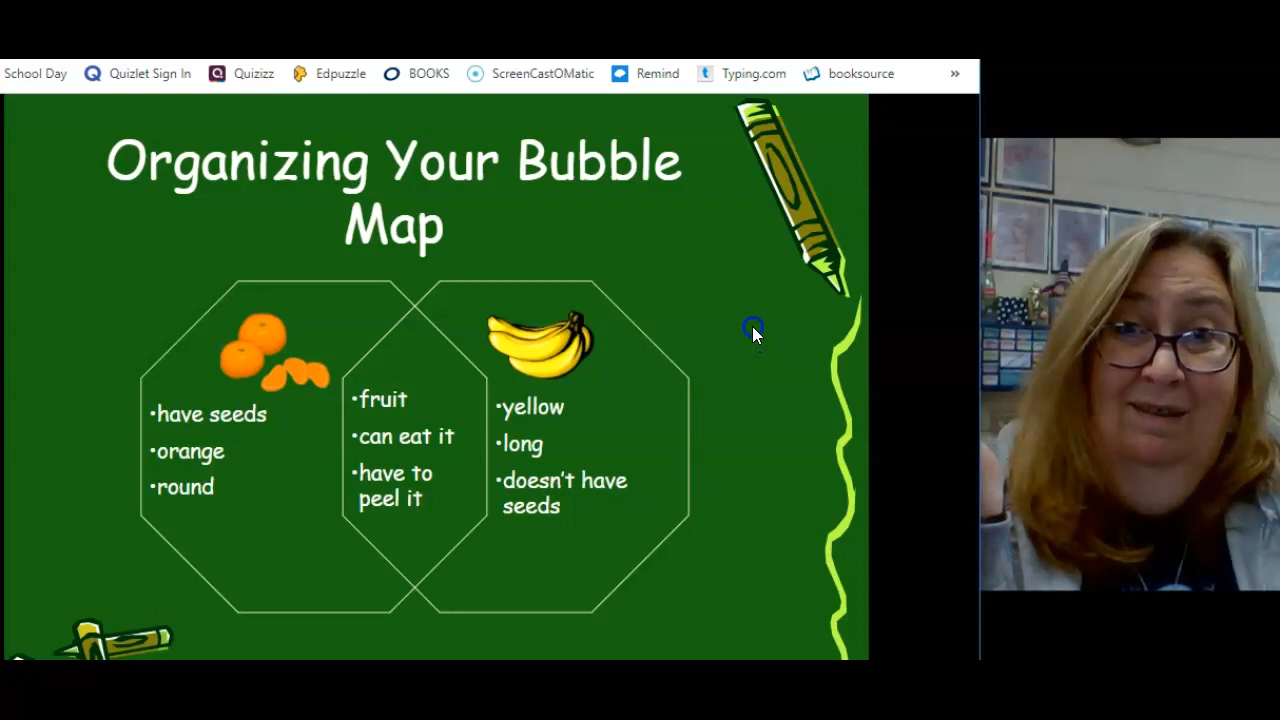 School Day Quizlet Sign In Quizizz Edpuzzle BOOKS ScreenCastOMatic Remind Typing.com booksource »
Organizing Your Bubble
Map
•have seeds
•orange
•round
•fruit
•can eat it
•have to
peel it
•yellow
•long
•doesn't have
seeds